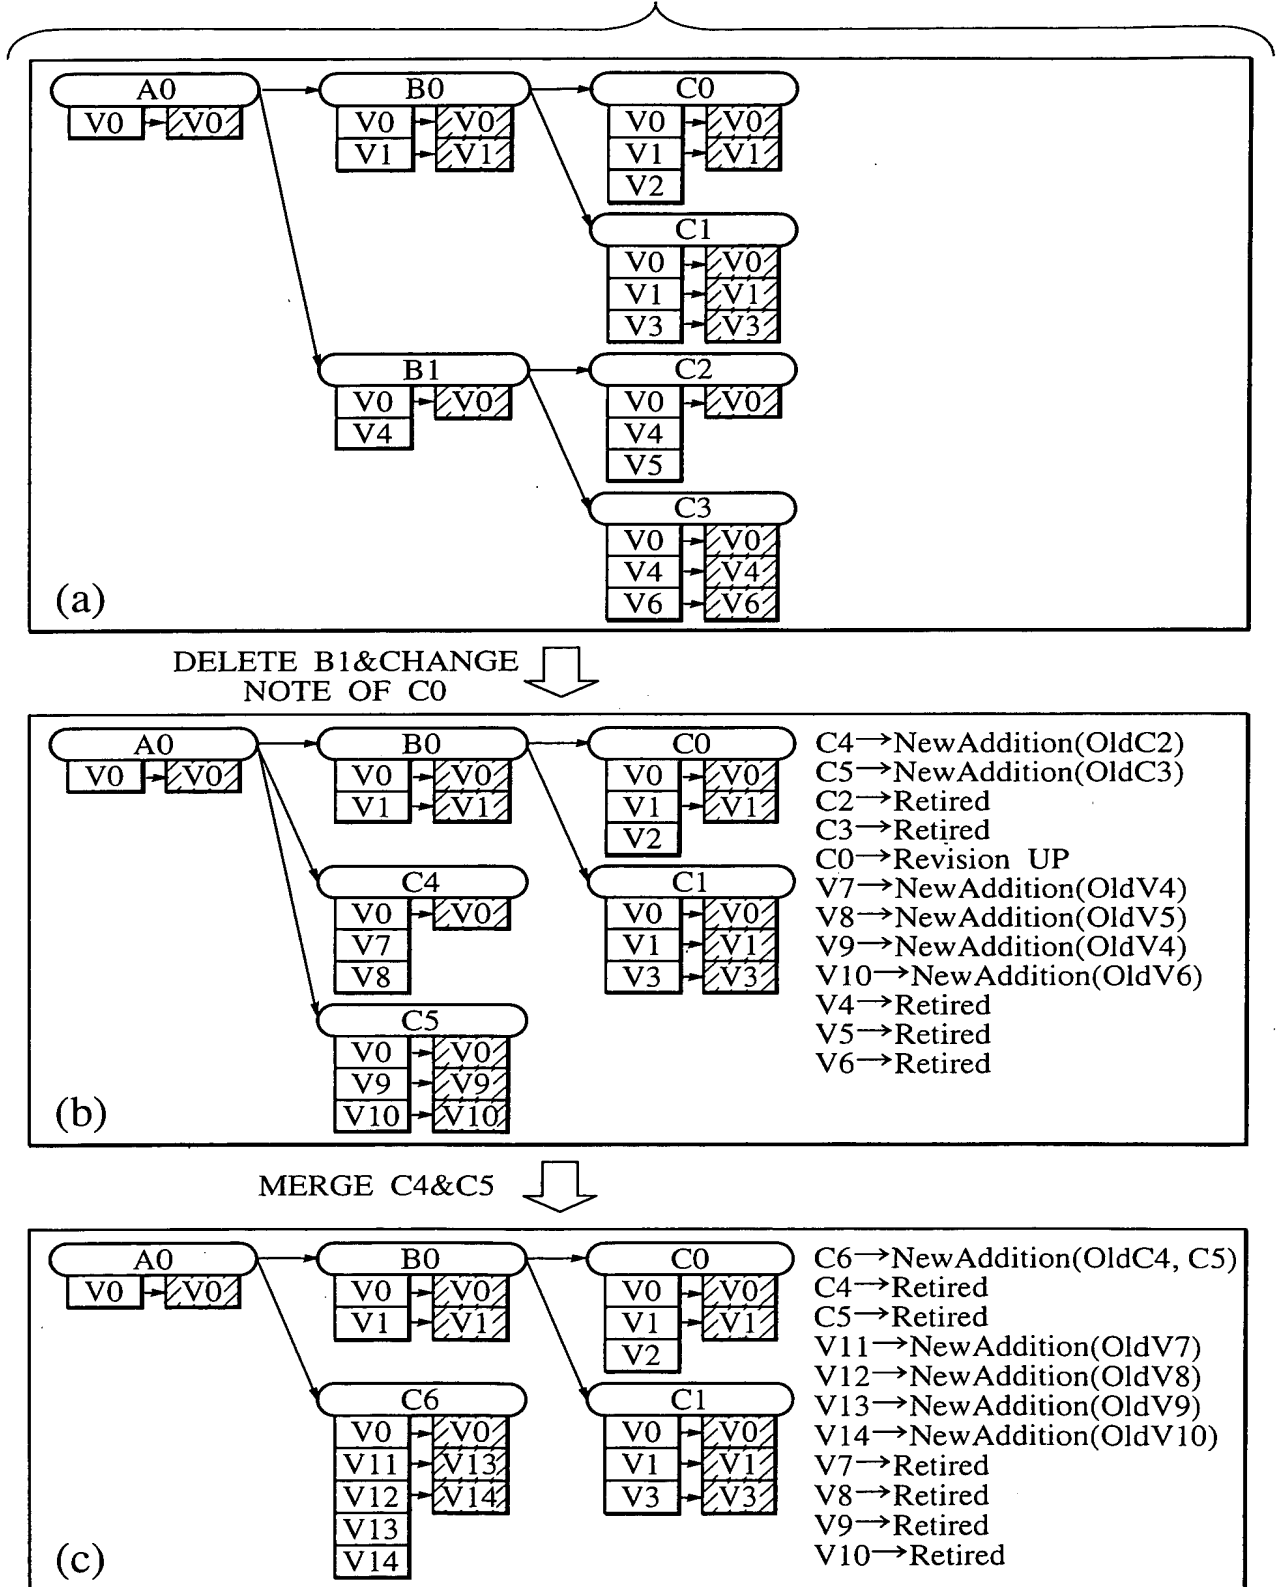 A0 B0 C0
V0 V0 V0 V0 V0 V0
V1 V1 V1 V1
V2
C1
V0 V0
V1 V1
V3 V3
B1 C2
V0 V0 V0 V0
V4 V4
V5
C3
V0 V0
V4 V4
V6 V6
(a)
DELETE B1&CHANGE
NOTE OF C0
A0 B0 C0
V0 V0 V0 V0 V0 V0
V1 V1 V1 V1
V2
C4 C1
V0 V0 V0 V0
V7 V1 V1
V8 V3 V3
C5
V0 V0
V9 V9
V10 V10
(b)
C4→NewAddition(OldC2)
C5→NewAddition(OldC3)
C2→Retired
C3→Retired
C0→Revision UP
V7→NewAddition(OldV4)
V8→NewAddition(OldV5)
V9→NewAddition(OldV4)
V10→NewAddition(OldV6)
V4→Retired
V5→Retired
V6→Retired
MERGE C4&C5
A0 B0 C0
V0 V0 V0 V0 V0 V0
V1 V1 V1 V1
V2
C6 C1
V0 V0 V0 V0
V11 V13 V1 V1
V12 V14 V3 V3
V13
V14
(c)
C6→NewAddition(OldC4, C5)
C4→Retired
C5→Retired
V11→NewAddition(OldV7)
V12→NewAddition(OldV8)
V13→NewAddition(OldV9)
V14→NewAddition(OldV10)
V7→Retired
V8→Retired
V9→Retired
V10→Retired